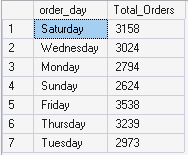 order_day Total_Orders
1 Saturday 3158
2 Wednesday 3024
3 Monday 2794
4 Sunday 2624
5 Friday 3538
6 Thursday 3239
7 Tuesday 2973